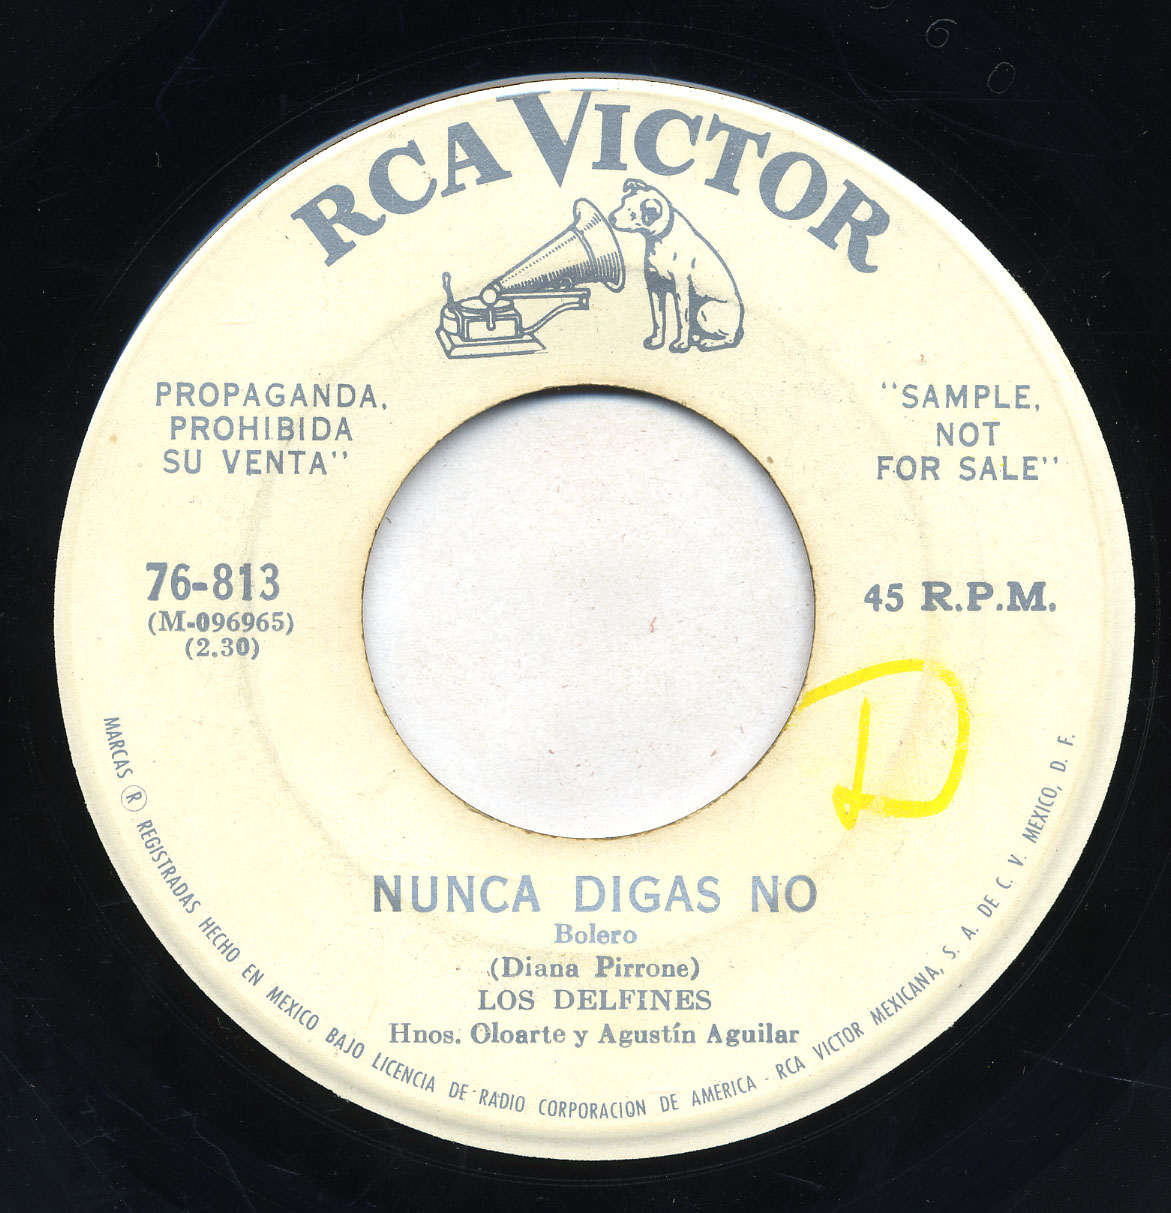 RCA VICTOR
PROPAGANDA,
PROHIBIDA
SU VENTA"
"SAMPLE,
NOT
FOR SALE"
76-813
(M-096965)
(2.30)
45 R.P.M.
D
NUNCA DIGAS NO
Bolero
(Diana Pirrone)
LOS DELFINES
Hnos. Oloarte y Agustín Aguilar
MARCAS ® REGISTRADAS HECHO EN MEXICO BAJO LICENCIA DE RADIO CORPORACION DE AMERICA - RCA VICTOR MEXICANA, S. A. DE C. V. MEXICO, D. F.